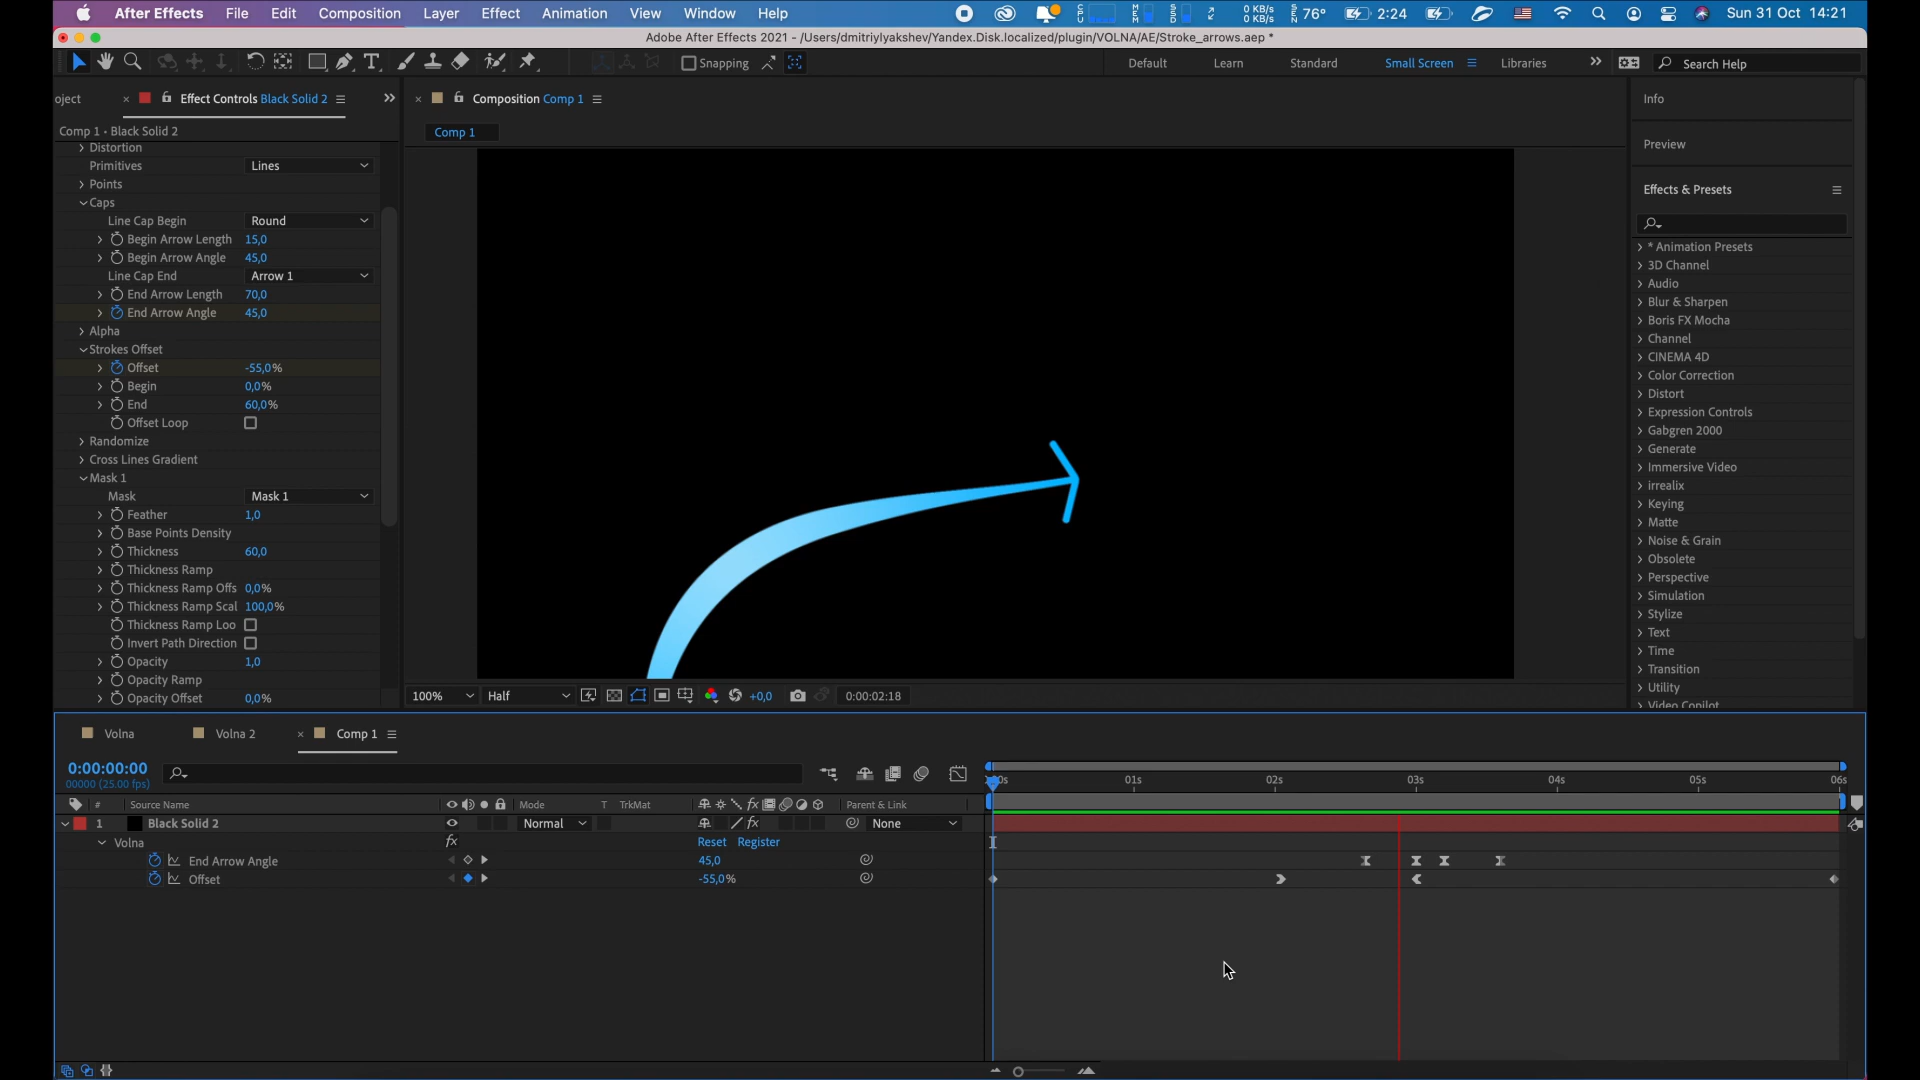 After Effects File Edit Composition Layer Effect Animation View Window Help 0 KB/s 0 KB/s 76° 2:24 Sun 31 Oct 14:21
Adobe After Effects 2021 - /Users/dmitriylyakshev/Yandex.Disk.localized/plugin/VOLNA/AE/Stroke_arrows.aep *
Snapping Default Learn Standard Small Screen Libraries Search Help
oject Effect Controls Black Solid 2
Comp 1 • Black Solid 2
Distortion
Primitives Lines
Points
Caps
Line Cap Begin Round
Begin Arrow Length 15,0
Begin Arrow Angle 45,0
Line Cap End Arrow 1
End Arrow Length 70,0
End Arrow Angle 45,0
Alpha
Strokes Offset
Offset -55,0%
Begin 0,0%
End 60,0%
Offset Loop
Randomize
Cross Lines Gradient
Mask 1
Mask Mask 1
Feather 1,0
Base Points Density
Thickness 60,0
Thickness Ramp
Thickness Ramp Offs 0,0%
Thickness Ramp Scal 100,0%
Thickness Ramp Loo
Invert Path Direction
Opacity 1,0
Opacity Ramp
Opacity Offset 0,0%
Composition Comp 1
Comp 1
100% Half +0,0 0:00:02:18
Info
Preview
Effects & Presets
* Animation Presets
3D Channel
Audio
Blur & Sharpen
Boris FX Mocha
Channel
CINEMA 4D
Color Correction
Distort
Expression Controls
Gabgren 2000
Generate
Immersive Video
irrealix
Keying
Matte
Noise & Grain
Obsolete
Perspective
Simulation
Stylize
Text
Time
Transition
Utility
Video Copilot
Volna Volna 2 Comp 1
0:00:00:00
00000 (25.00 fps)
00s 01s 02s 03s 04s 05s 06s
# Source Name Mode T TrkMat Parent & Link
1 Black Solid 2 Normal None
Volna Reset Register
End Arrow Angle 45,0
Offset -55,0%